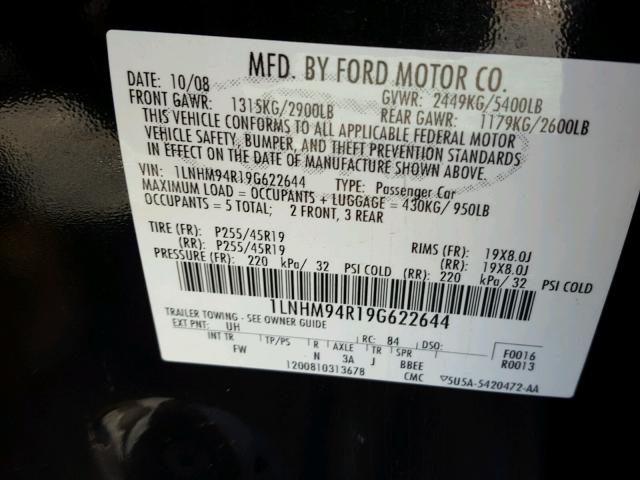 MFD. BY FORD MOTOR CO.
DATE: 10/08 GVWR: 2449KG/5400LB
FRONT GAWR: 1315KG/2900LB REAR GAWR: 1179KG/2600LB
THIS VEHICLE CONFORMS TO ALL APPLICABLE FEDERAL MOTOR
VEHICLE SAFETY, BUMPER, AND THEFT PREVENTION STANDARDS
IN EFFECT ON THE DATE OF MANUFACTURE SHOWN ABOVE.
VIN: 1LNHM94R19G622644 TYPE: Passenger Car
MAXIMUM LOAD = OCCUPANTS + LUGGAGE = 430KG/950LB
OCCUPANTS = 5 TOTAL; 2 FRONT, 3 REAR
TIRE (FR): P255/45R19 RIMS (FR): 19X8.0J
(RR): P255/45R19 (RR): 19X8.0J
PRESSURE (FR): 220 kPa/ 32 PSI COLD (RR): 220 kPa/ 32 PSI COLD
1LNHM94R19G622644
TRAILER TOWING - SEE OWNER GUIDE
EXT PNT: UH RC: 84 DSO: F0016
INT TR TP/PS R AXLE TR SPR R0013
FW N 3A J BBEE
1200810313678 CMC 5U5A-5420472-AA